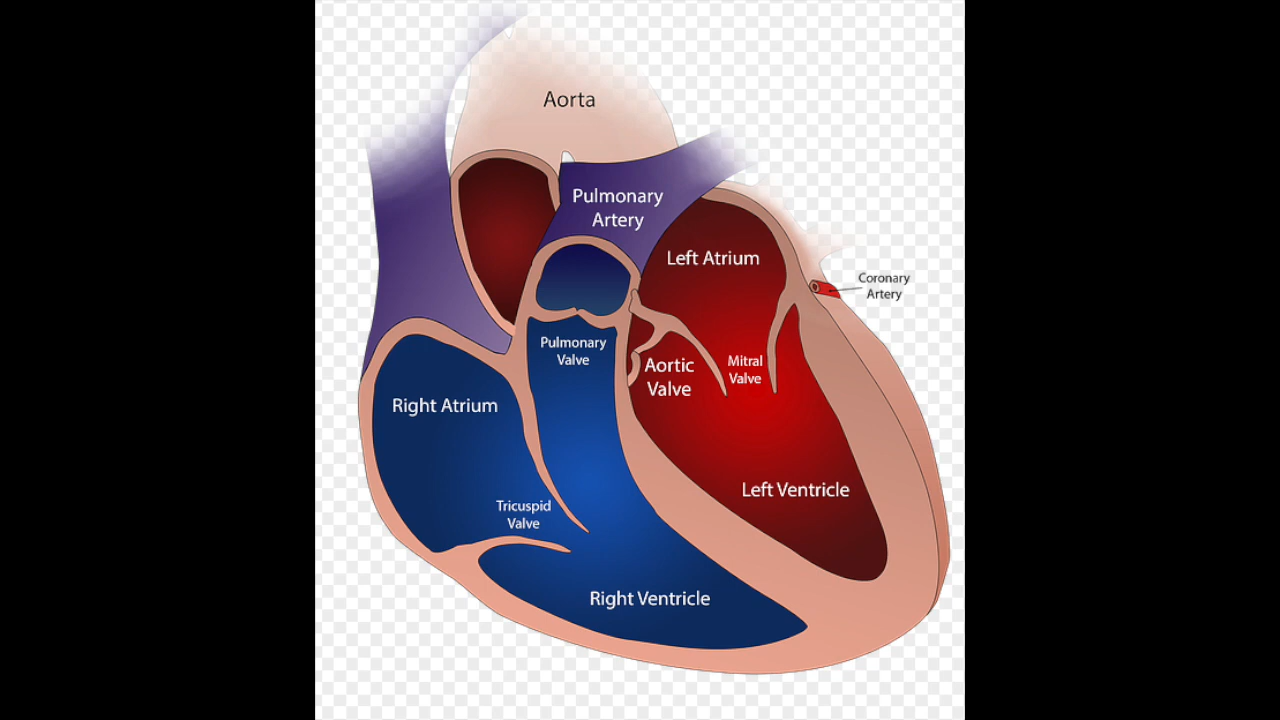 Aorta
Pulmonary
Artery
Left Atrium
Coronary
Artery
Pulmonary
Valve
Aortic
Valve
Mitral
Valve
Right Atrium
Left Ventricle
Tricuspid
Valve
Right Ventricle